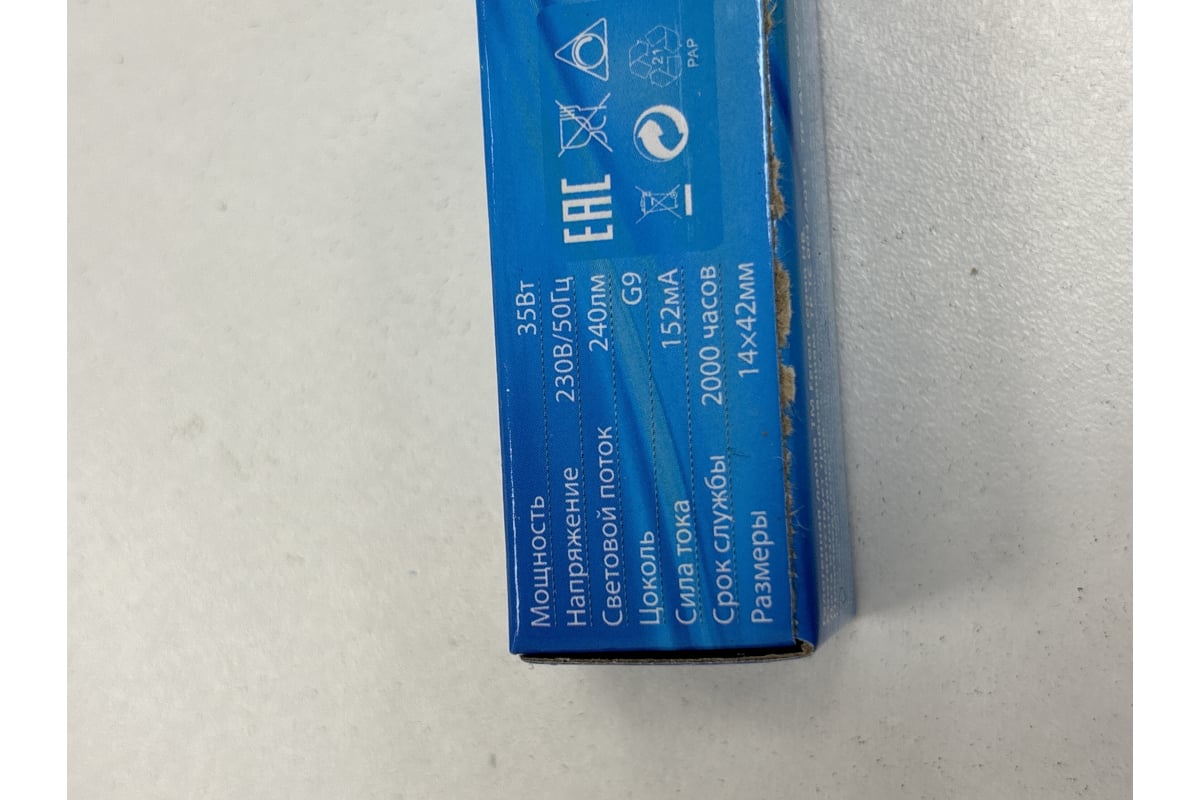 Мощность 35Вт
Напряжение 230В/50Гц
Световой поток 240лм
Цоколь G9
Сила тока 152мА
Срок службы 2000 часов
Размеры 14x42мм
EAC
21
PAP